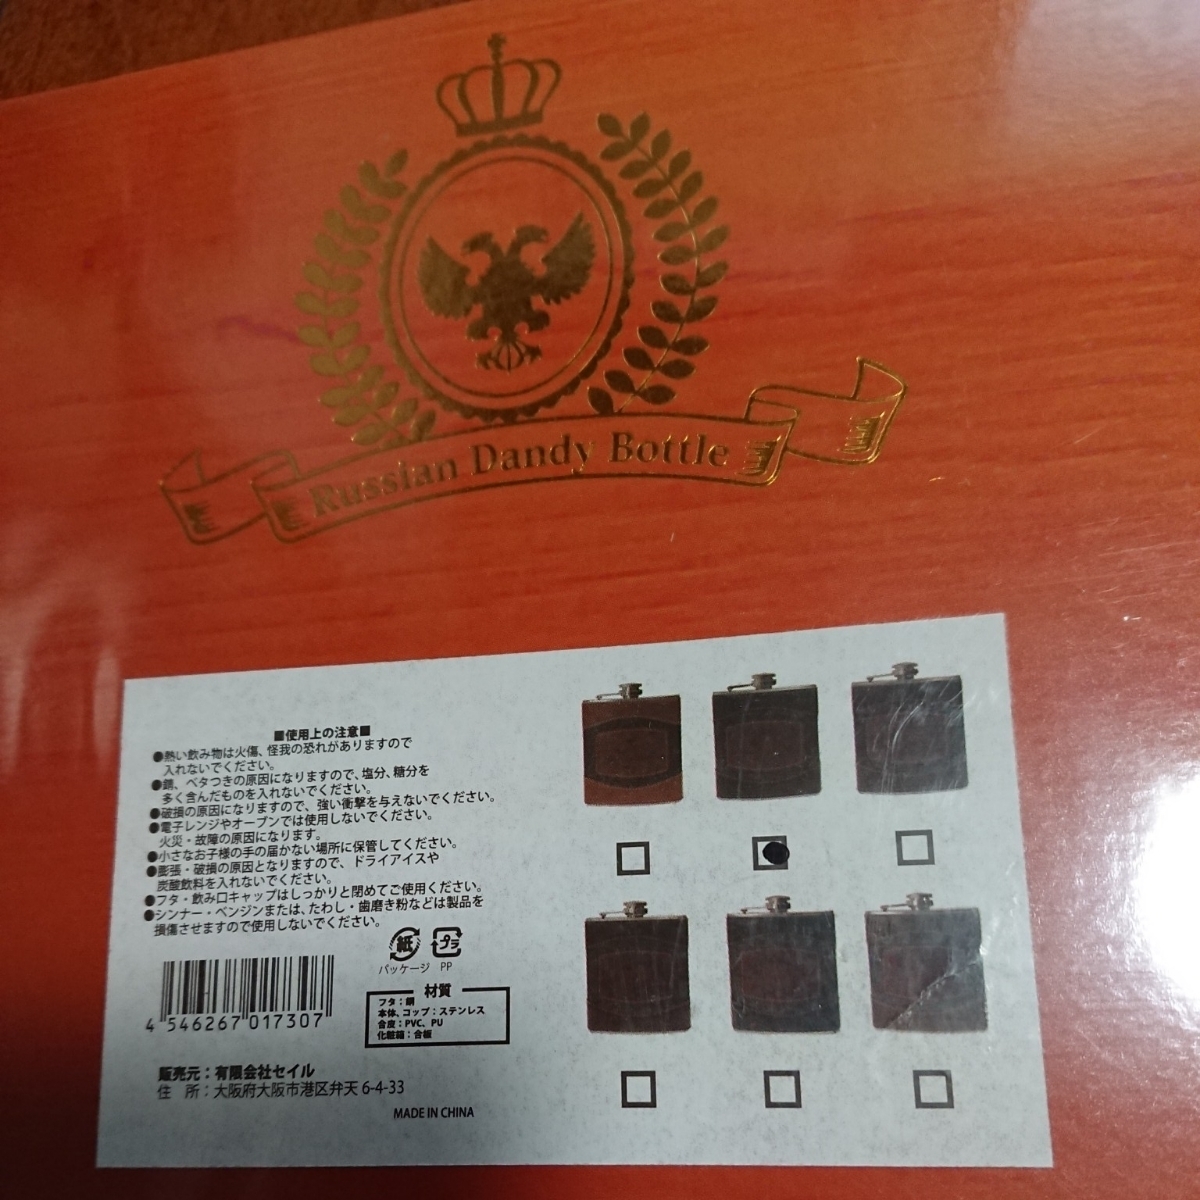 Russian Dandy Bottle
■使用上の注意■
●熱い飲み物は火傷、怪我の恐れがありますので
入れないでください。
●錆、ベタつきの原因になりますので、塩分、糖分を
多く含んだものを入れないでください。
●破損の原因になりますので、強い衝撃を与えないでください。
●電子レンジやオーブンでは使用しないでください。
火災・故障の原因になります。
●小さなお子様の手の届かない場所に保管してください。
●膨張・破損の原因となりますので、ドライアイスや
炭酸飲料を入れないでください。
●フタ・飲み口キャップはしっかりと閉めてご使用ください。
●シンナー・ベンジンまたは、たわし・歯磨き粉などは製品を
損傷させますので使用しないでください。
紙 プラ
パッケージ PP
材質
フタ:鋼
本体、コップ:ステンレス
合皮:PVC、PU
化粧箱:合板
4 546267 017307
販売元:有限会社セイル
住 所:大阪府大阪市港区弁天 6-4-33
MADE IN CHINA